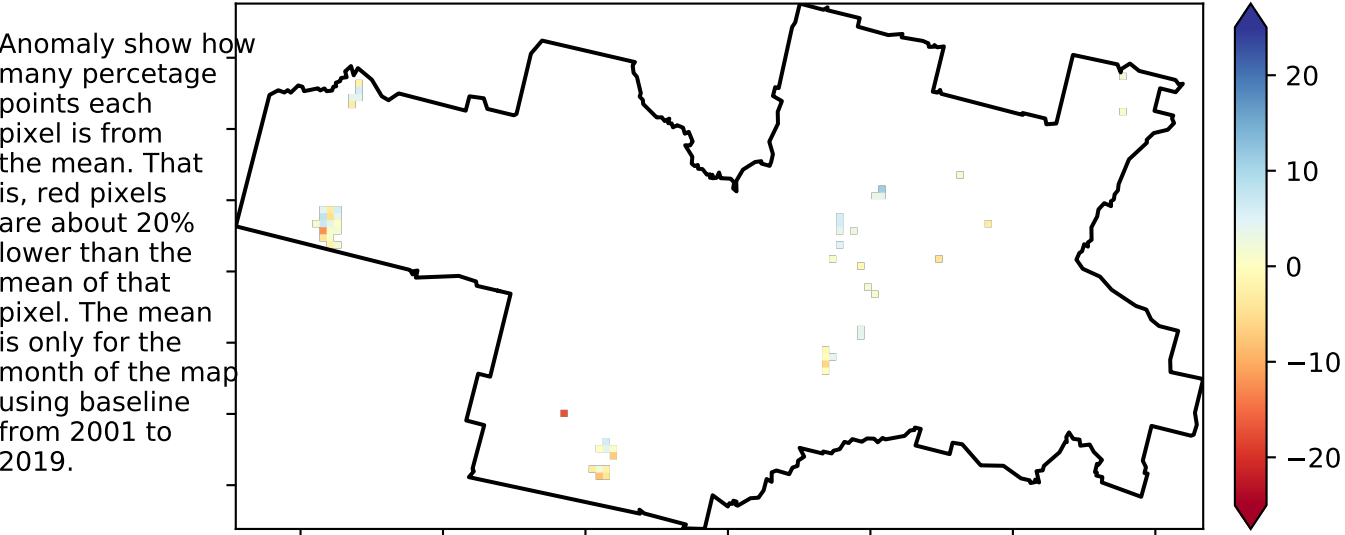 Anomaly show how
many percetage
points each
pixel is from
the mean. That
is, red pixels
are about 20%
lower than the
mean of that
pixel. The mean
is only for the
month of the map
using baseline
from 2001 to
2019.
20
10
0
−10
−20